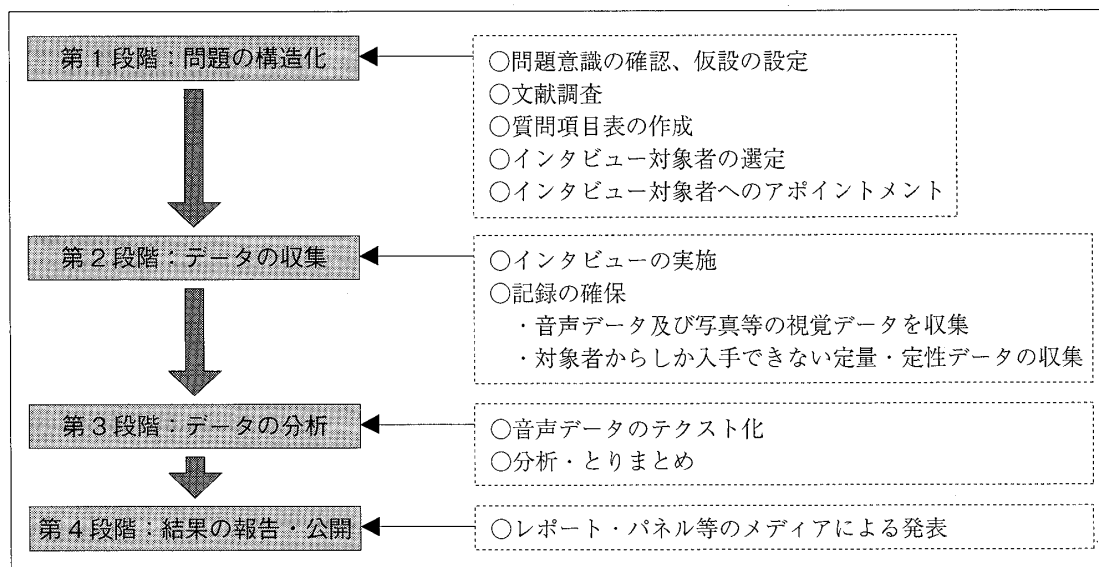 第1段階：問題の構造化
○問題意識の確認、仮設の設定
○文献調査
○質問項目表の作成
○インタビュー対象者の選定
○インタビュー対象者へのアポイントメント
第2段階：データの収集
○インタビューの実施
○記録の確保
・音声データ及び写真等の視覚データを収集
・対象者からしか入手できない定量・定性データの収集
第3段階：データの分析
○音声データのテクスト化
○分析・とりまとめ
第4段階：結果の報告・公開
○レポート・パネル等のメディアによる発表